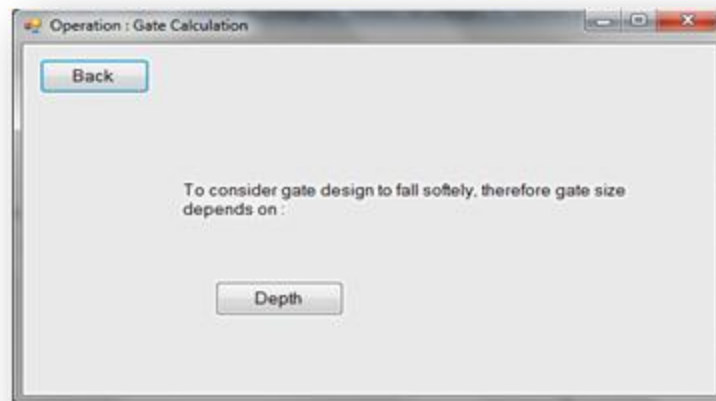 Operation : Gate Calculation
Back
To consider gate design to fall softely, therefore gate size
depends on :
Depth